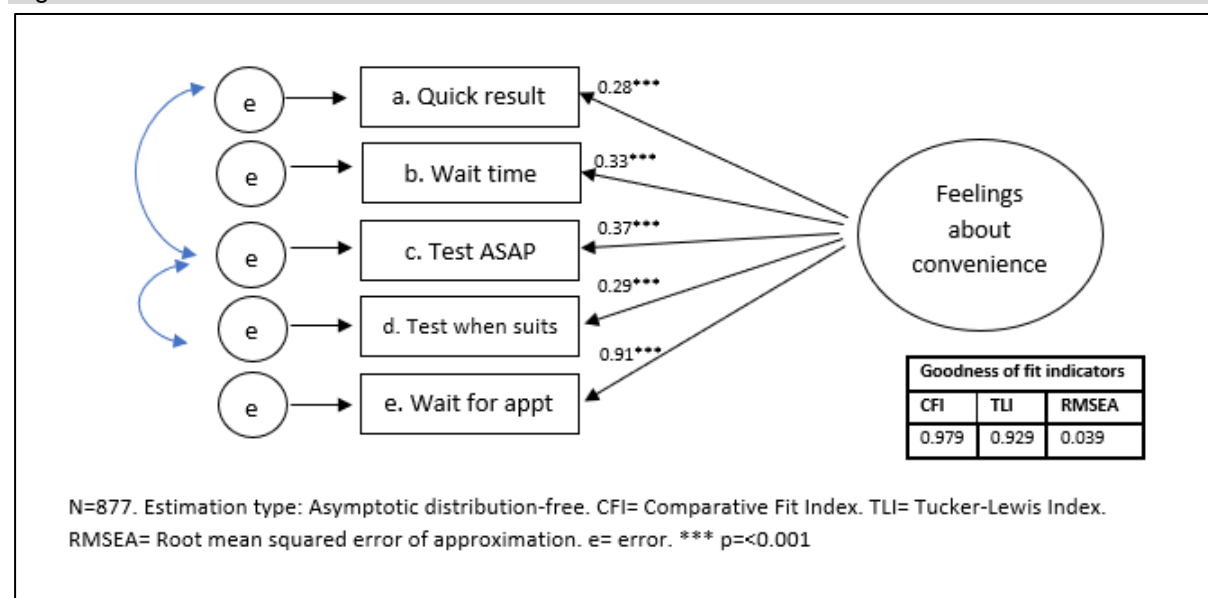 e
a. Quick result
0.28***
e
b. Wait time
0.33***
e
c. Test ASAP
0.37***
e
d. Test when suits
0.29***
e
e. Wait for appt
0.91***
Feelings
about
convenience
Goodness of fit indicators
CFI TLI RMSEA
0.979 0.929 0.039
N=877. Estimation type: Asymptotic distribution-free. CFI= Comparative Fit Index. TLI= Tucker-Lewis Index.
RMSEA= Root mean squared error of approximation. e= error. *** p=<0.001